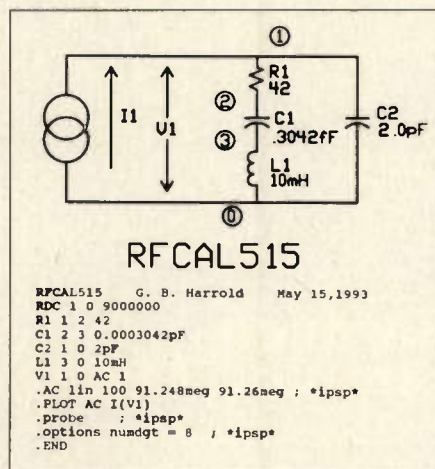 ①
R1
42
②
C1
.3042fF
③
L1
10mH
I1
V1
C2
2.0pF
⓪
RFCAL515
RFCAL515 G. B. Harrold May 15,1993
RDC 1 0 9000000
R1 1 2 42
C1 2 3 0.0003042pF
C2 1 0 2pF
L1 3 0 10mH
V1 1 0 AC 1
.AC lin 100 91.248meg 91.26meg ; *ipsp*
.PLOT AC I(V1)
.probe ; *ipsp*
.options numdgt = 8 ; *ipsp*
.END